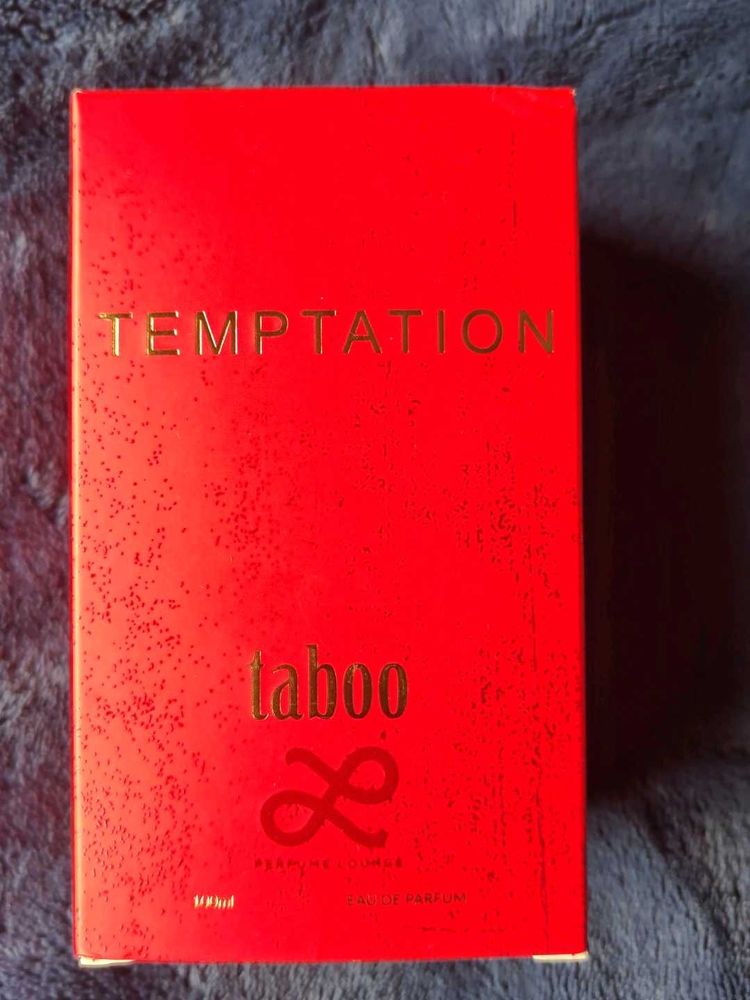 TEMPTATION
taboo
PERFUME LOUNGE
100ml EAU DE PARFUM